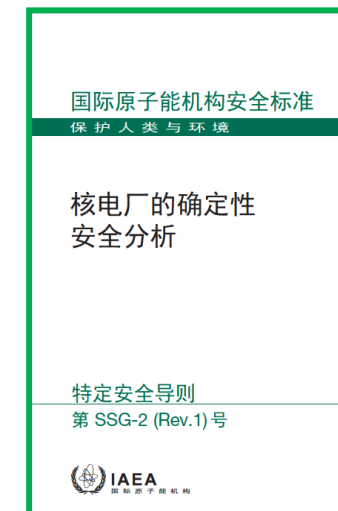 国际原子能机构安全标准
保护人类与环境
核电厂的确定性
安全分析
特定安全导则
第 SSG-2 (Rev.1) 号
IAEA
国际原子能机构